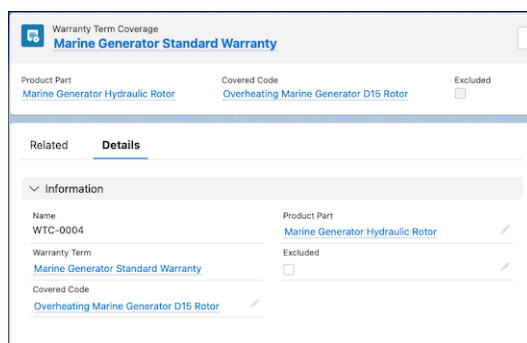 Warranty Term Coverage
Marine Generator Standard Warranty
Product Part
Covered Code
Excluded
Marine Generator Hydraulic Rotor
Overheating Marine Generator D15 Rotor
Related
Details
Information
Name
Product Part
WTC-0004
Marine Generator Hydraulic Rotor
Warranty Term
Excluded
Marine Generator Standard Warranty
Covered Code
Overheating Marine Generator D15 Rotor